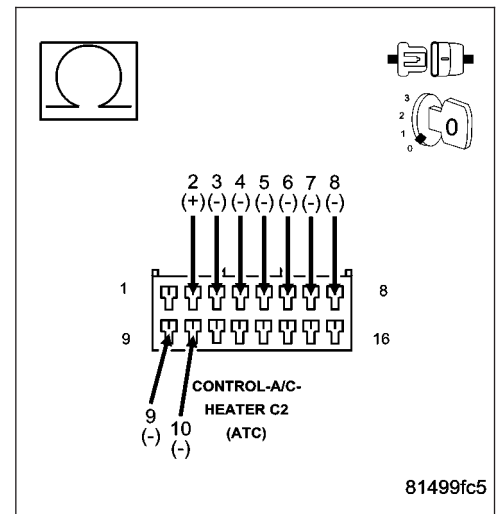 3
2
1
0
2 3 4 5 6 7 8
(+) (-) (-) (-) (-) (-) (-)
1 8
9 16
CONTROL-A/C-
HEATER C2
(ATC)
9 10
(-) (-)
81499fc5